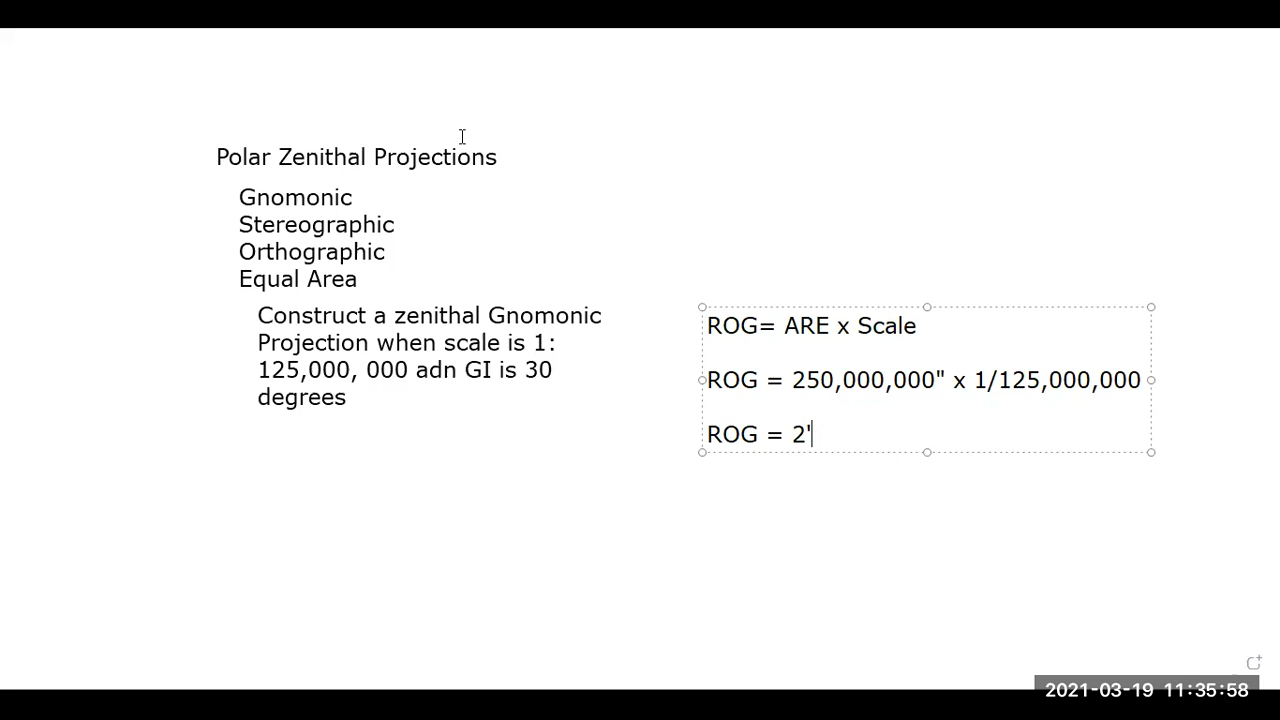 Polar Zenithal Projections
Gnomonic
Stereographic
Orthographic
Equal Area
Construct a zenithal Gnomonic
Projection when scale is 1:
125,000, 000 adn GI is 30
degrees
ROG= ARE x Scale
ROG = 250,000,000" x 1/125,000,000
ROG = 2'
2021-03-19 11:35:58